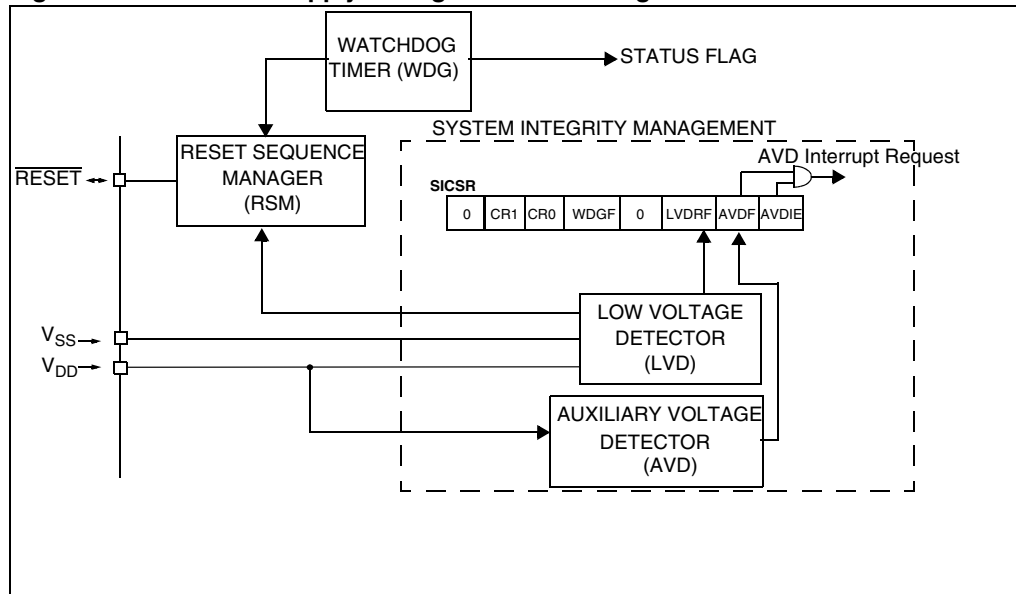 WATCHDOG
TIMER (WDG)
STATUS FLAG
SYSTEM INTEGRITY MANAGEMENT
RESET SEQUENCE
MANAGER
(RSM)
AVD Interrupt Request
RESET
SICSR
0 CR1 CR0 WDGF 0 LVDRF AVDF AVDIE
LOW VOLTAGE
DETECTOR
(LVD)
VSS
VDD
AUXILIARY VOLTAGE
DETECTOR
(AVD)